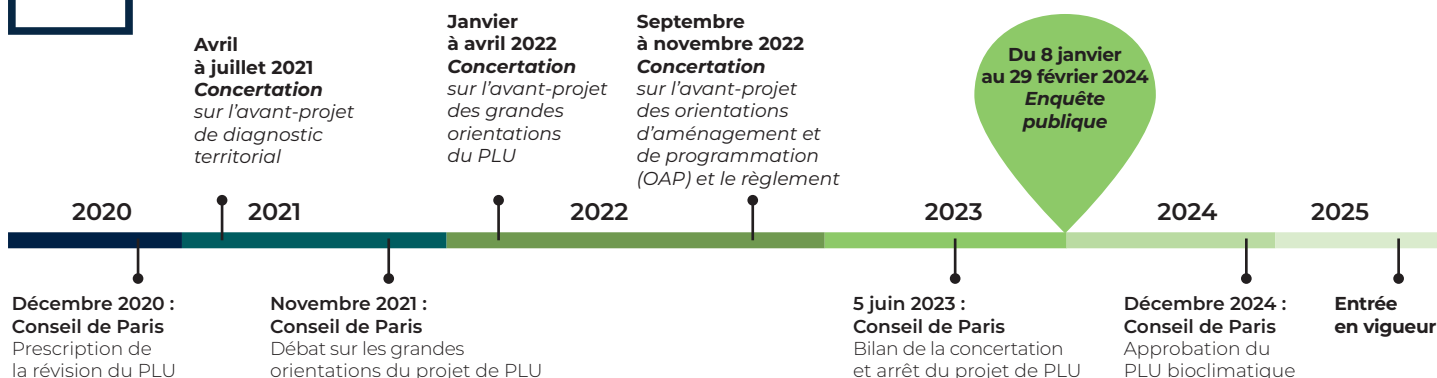 Avril
à juillet 2021
Concertation
sur l’avant-projet
de diagnostic
territorial
Janvier
à avril 2022
Concertation
sur l’avant-projet
des grandes
orientations
du PLU
Septembre
à novembre 2022
Concertation
sur l’avant-projet
des orientations
d’aménagement et
de programmation
(OAP) et le règlement
Du 8 janvier
au 29 février 2024
Enquête
publique
2020
2021
2022
2023
2024
2025
Décembre 2020 :
Conseil de Paris
Prescription de
la révision du PLU
Novembre 2021 :
Conseil de Paris
Débat sur les grandes
orientations du projet de PLU
5 juin 2023 :
Conseil de Paris
Bilan de la concertation
et arrêt du projet de PLU
Décembre 2024 :
Conseil de Paris
Approbation du
PLU bioclimatique
Entrée
en vigueur